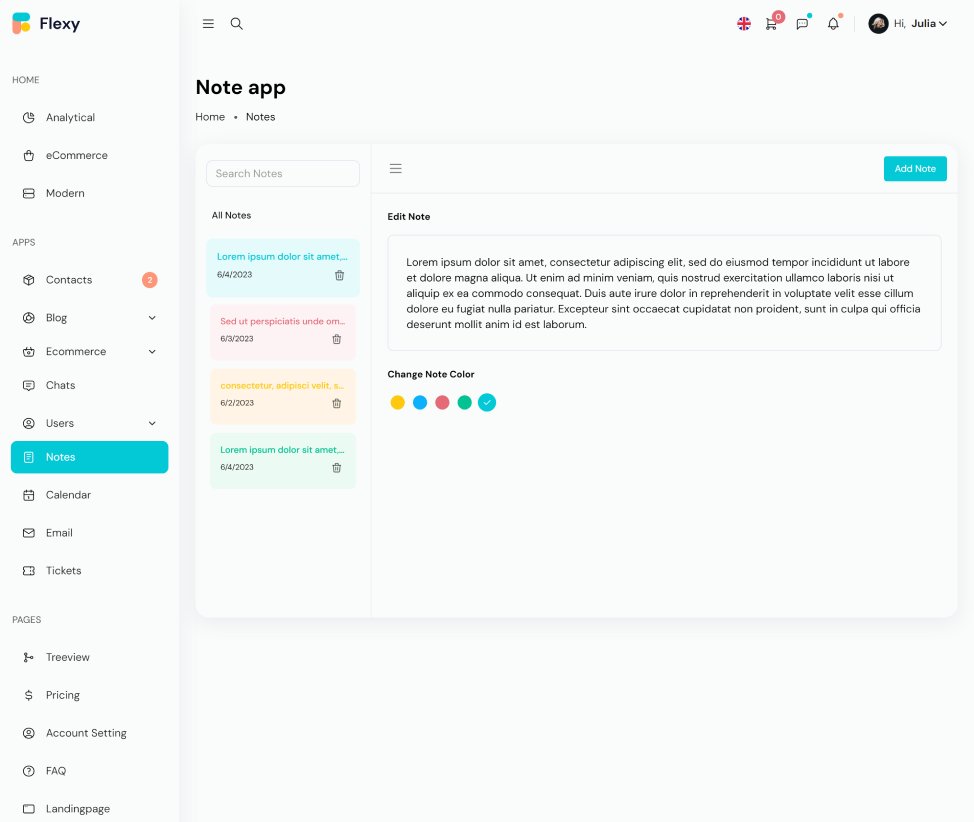 Flexy
0
Hi, Julia
HOME
Analytical
eCommerce
Modern
APPS
Contacts
2
Blog
Ecommerce
Chats
Users
Notes
Calendar
Email
Tickets
PAGES
Treeview
Pricing
Account Setting
FAQ
Landingpage
Note app
Home • Notes
Search Notes
All Notes
Lorem ipsum dolor sit amet,...
6/4/2023
Sed ut perspiciatis unde om...
6/3/2023
consectetur, adipisci velit, s...
6/2/2023
Lorem ipsum dolor sit amet,...
6/4/2023
Add Note
Edit Note
Lorem ipsum dolor sit amet, consectetur adipiscing elit, sed do eiusmod tempor incididunt ut labore
et dolore magna aliqua. Ut enim ad minim veniam, quis nostrud exercitation ullamco laboris nisi ut
aliquip ex ea commodo consequat. Duis aute irure dolor in reprehenderit in voluptate velit esse cillum
dolore eu fugiat nulla pariatur. Excepteur sint occaecat cupidatat non proident, sunt in culpa qui officia
deserunt mollit anim id est laborum.
Change Note Color